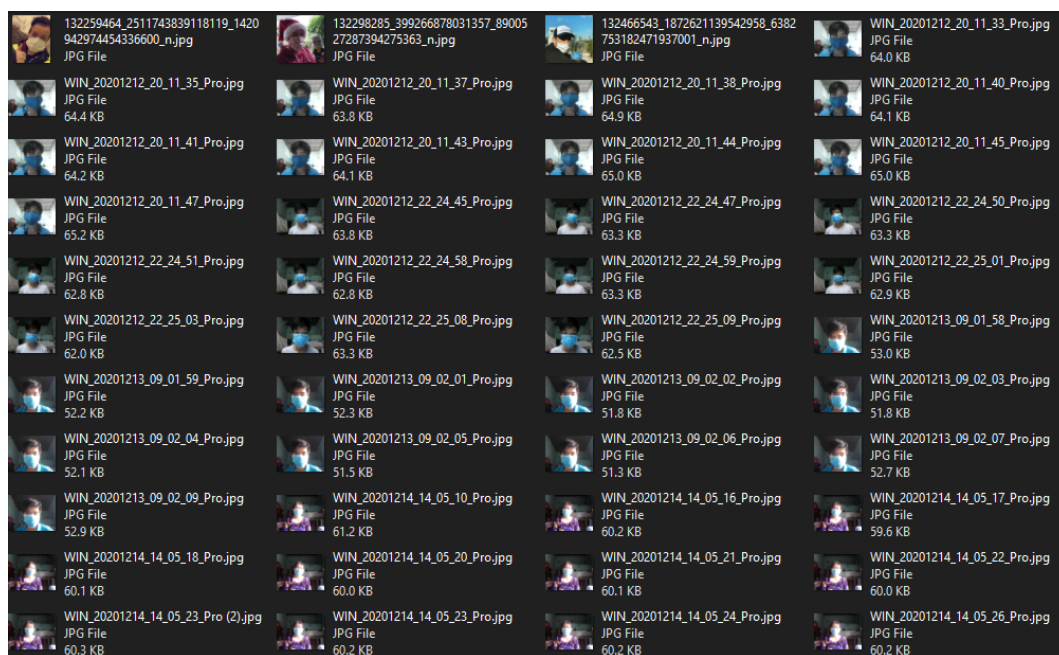 132259464_2511743839118119_1420
942974454336600_n.jpg
JPG File
132298285_399266878031357_89005
27287394275363_n.jpg
JPG File
132466543_1872621139542958_6382
753182471937001_n.jpg
JPG File
WIN_20201212_20_11_33_Pro.jpg
JPG File
64.0 KB
WIN_20201212_20_11_35_Pro.jpg
JPG File
64.4 KB
WIN_20201212_20_11_37_Pro.jpg
JPG File
63.8 KB
WIN_20201212_20_11_38_Pro.jpg
JPG File
64.9 KB
WIN_20201212_20_11_40_Pro.jpg
JPG File
64.1 KB
WIN_20201212_20_11_41_Pro.jpg
JPG File
64.2 KB
WIN_20201212_20_11_43_Pro.jpg
JPG File
64.1 KB
WIN_20201212_20_11_44_Pro.jpg
JPG File
65.0 KB
WIN_20201212_20_11_45_Pro.jpg
JPG File
65.0 KB
WIN_20201212_20_11_47_Pro.jpg
JPG File
65.2 KB
WIN_20201212_22_24_45_Pro.jpg
JPG File
63.8 KB
WIN_20201212_22_24_47_Pro.jpg
JPG File
63.3 KB
WIN_20201212_22_24_50_Pro.jpg
JPG File
63.3 KB
WIN_20201212_22_24_51_Pro.jpg
JPG File
62.8 KB
WIN_20201212_22_24_58_Pro.jpg
JPG File
62.8 KB
WIN_20201212_22_24_59_Pro.jpg
JPG File
63.3 KB
WIN_20201212_22_25_01_Pro.jpg
JPG File
62.9 KB
WIN_20201212_22_25_03_Pro.jpg
JPG File
62.0 KB
WIN_20201212_22_25_08_Pro.jpg
JPG File
63.3 KB
WIN_20201212_22_25_09_Pro.jpg
JPG File
62.5 KB
WIN_20201213_09_01_58_Pro.jpg
JPG File
53.0 KB
WIN_20201213_09_01_59_Pro.jpg
JPG File
52.2 KB
WIN_20201213_09_02_01_Pro.jpg
JPG File
52.3 KB
WIN_20201213_09_02_02_Pro.jpg
JPG File
51.8 KB
WIN_20201213_09_02_03_Pro.jpg
JPG File
51.8 KB
WIN_20201213_09_02_04_Pro.jpg
JPG File
52.1 KB
WIN_20201213_09_02_05_Pro.jpg
JPG File
51.5 KB
WIN_20201213_09_02_06_Pro.jpg
JPG File
51.3 KB
WIN_20201213_09_02_07_Pro.jpg
JPG File
52.7 KB
WIN_20201213_09_02_09_Pro.jpg
JPG File
52.9 KB
WIN_20201214_14_05_10_Pro.jpg
JPG File
61.2 KB
WIN_20201214_14_05_16_Pro.jpg
JPG File
60.2 KB
WIN_20201214_14_05_17_Pro.jpg
JPG File
59.6 KB
WIN_20201214_14_05_18_Pro.jpg
JPG File
60.1 KB
WIN_20201214_14_05_20_Pro.jpg
JPG File
60.0 KB
WIN_20201214_14_05_21_Pro.jpg
JPG File
60.1 KB
WIN_20201214_14_05_22_Pro.jpg
JPG File
60.0 KB
WIN_20201214_14_05_23_Pro (2).jpg
JPG File
60.3 KB
WIN_20201214_14_05_23_Pro.jpg
JPG File
60.2 KB
WIN_20201214_14_05_24_Pro.jpg
JPG File
60.2 KB
WIN_20201214_14_05_26_Pro.jpg
JPG File
60.2 KB